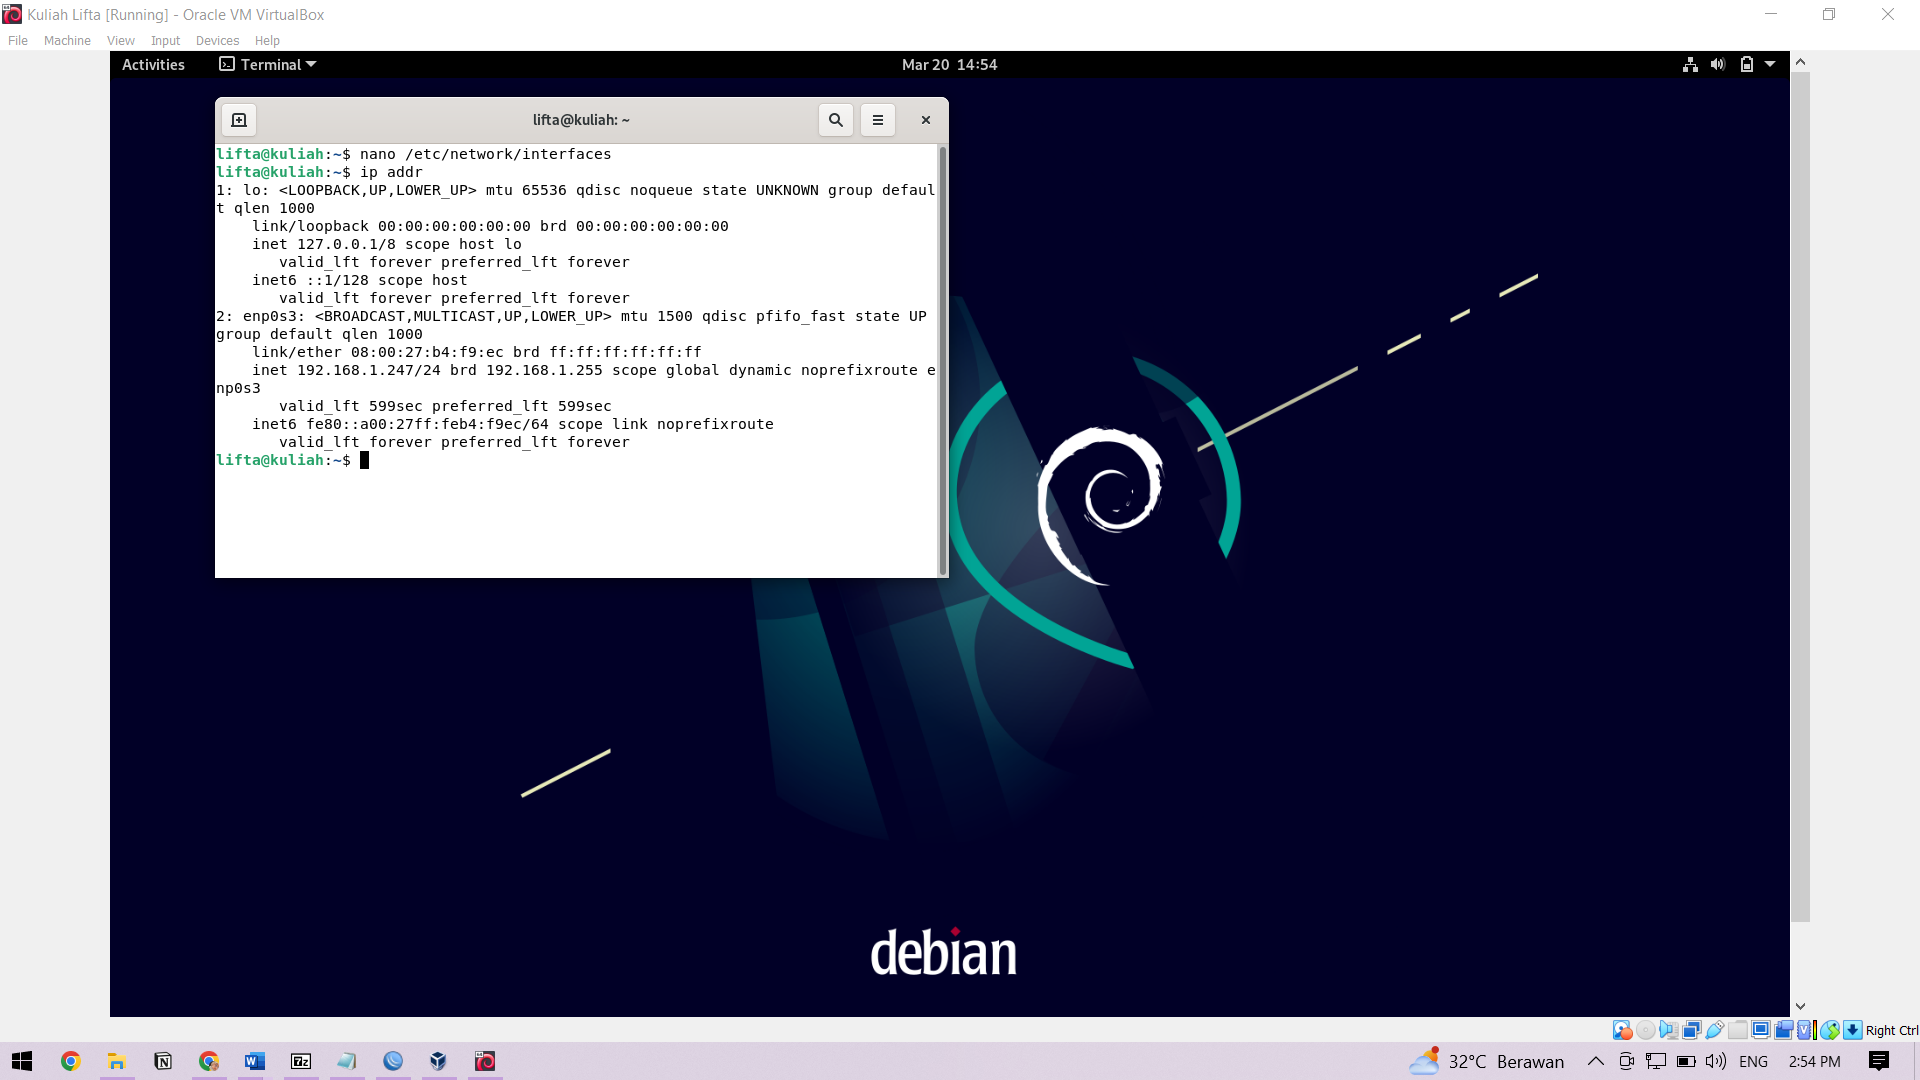 Kuliah Lifta [Running] - Oracle VM VirtualBox
File Machine View Input Devices Help
Activities Terminal Mar 20 14:54
lifta@kuliah: ~
lifta@kuliah:~$ nano /etc/network/interfaces
lifta@kuliah:~$ ip addr
1: lo: <LOOPBACK,UP,LOWER_UP> mtu 65536 qdisc noqueue state UNKNOWN group defaul
t qlen 1000
link/loopback 00:00:00:00:00:00 brd 00:00:00:00:00:00
inet 127.0.0.1/8 scope host lo
valid_lft forever preferred_lft forever
inet6 ::1/128 scope host
valid_lft forever preferred_lft forever
2: enp0s3: <BROADCAST,MULTICAST,UP,LOWER_UP> mtu 1500 qdisc pfifo_fast state UP
group default qlen 1000
link/ether 08:00:27:b4:f9:ec brd ff:ff:ff:ff:ff:ff
inet 192.168.1.247/24 brd 192.168.1.255 scope global dynamic noprefixroute e
np0s3
valid_lft 599sec preferred_lft 599sec
inet6 fe80::a00:27ff:feb4:f9ec/64 scope link noprefixroute
valid_lft forever preferred_lft forever
lifta@kuliah:~$
debian
Right Ctrl
7z
32°C Berawan ENG 2:54 PM